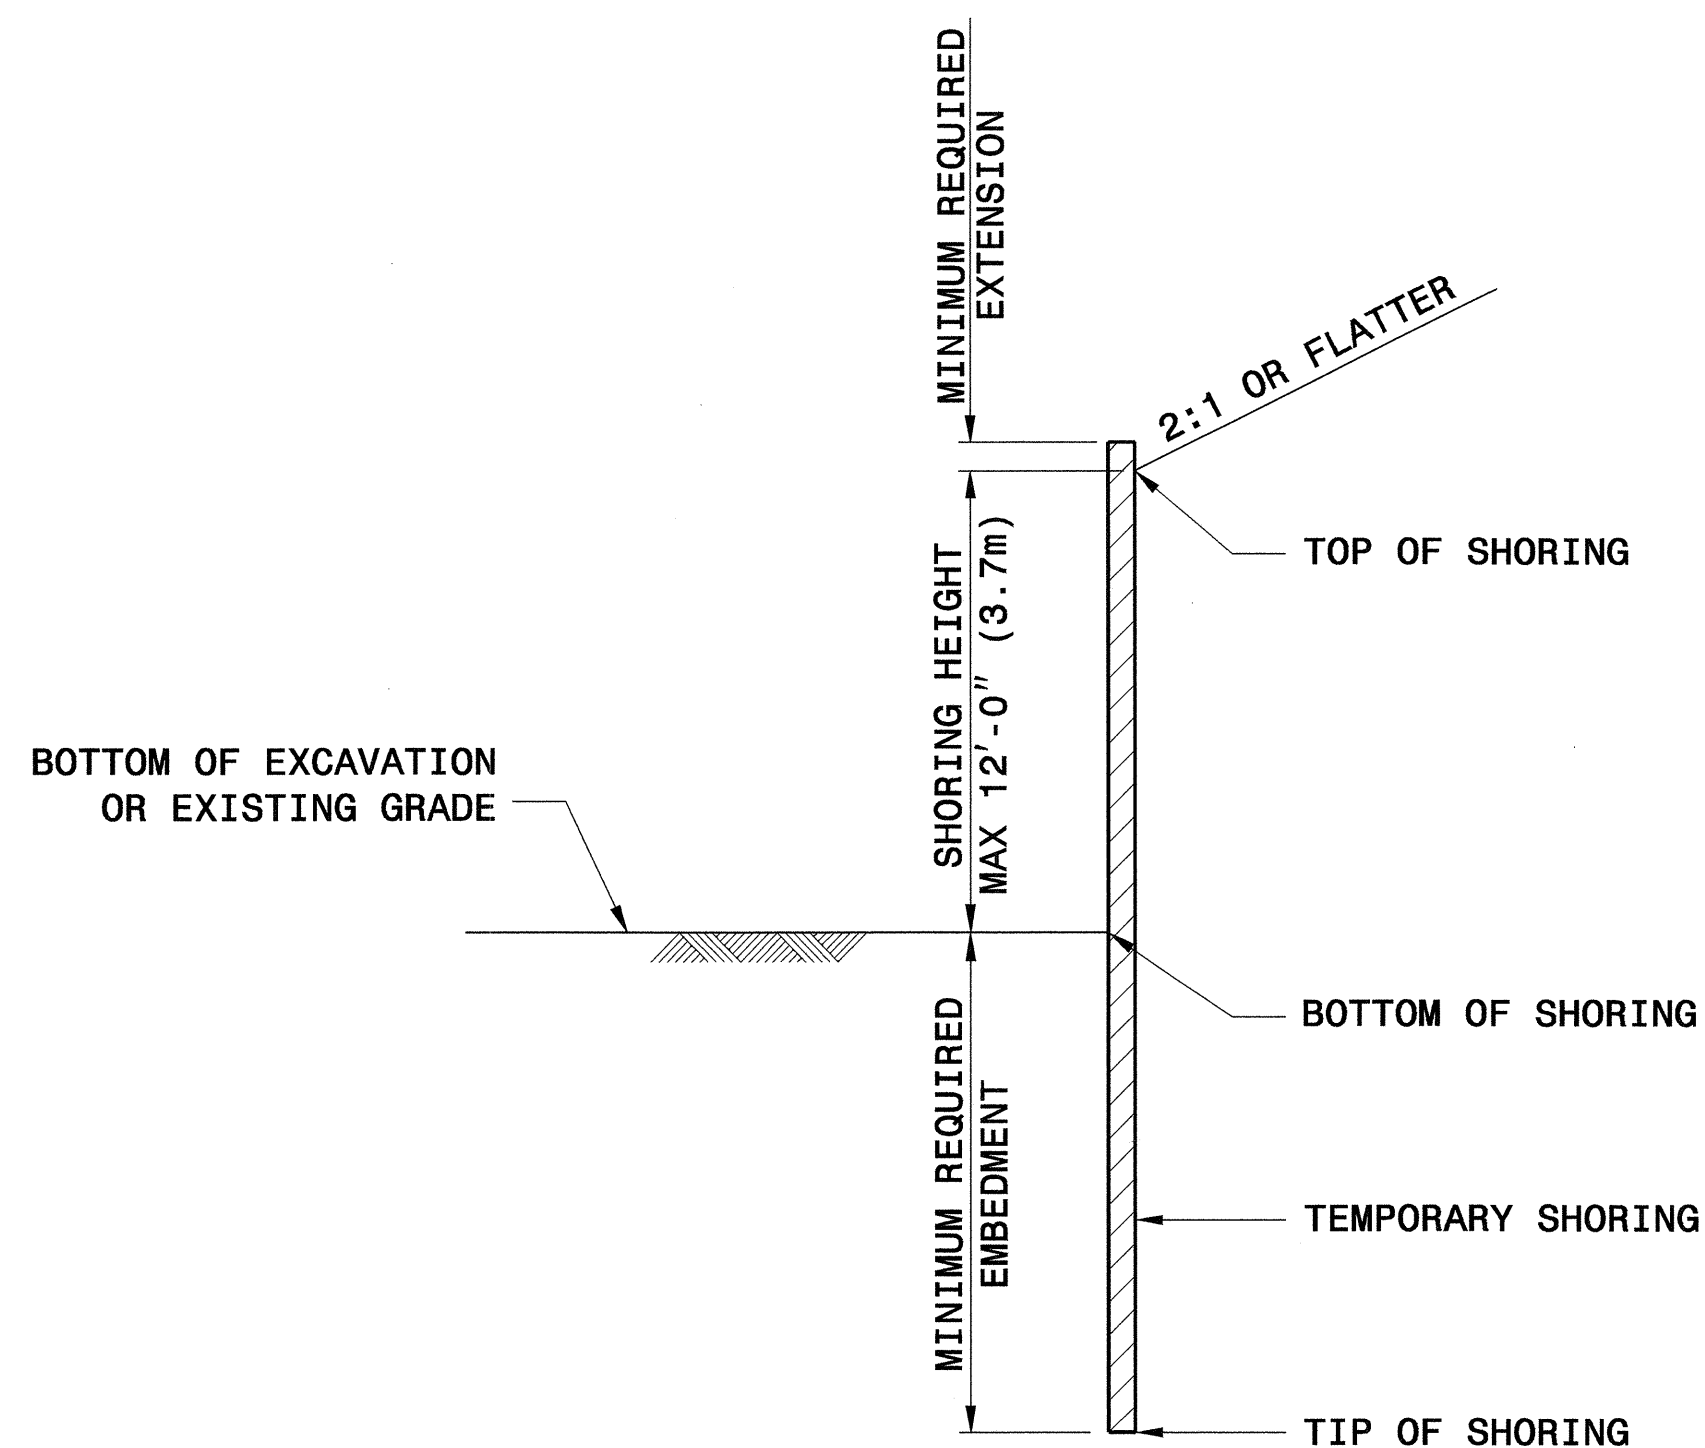 MINIMUM REQUIRED
EXTENSION
2:1 OR FLATTER
TOP OF SHORING
SHORING HEIGHT
MAX 12'-0" (3.7m)
BOTTOM OF EXCAVATION
OR EXISTING GRADE
BOTTOM OF SHORING
MINIMUM REQUIRED
EMBEDMENT
TEMPORARY SHORING
TIP OF SHORING